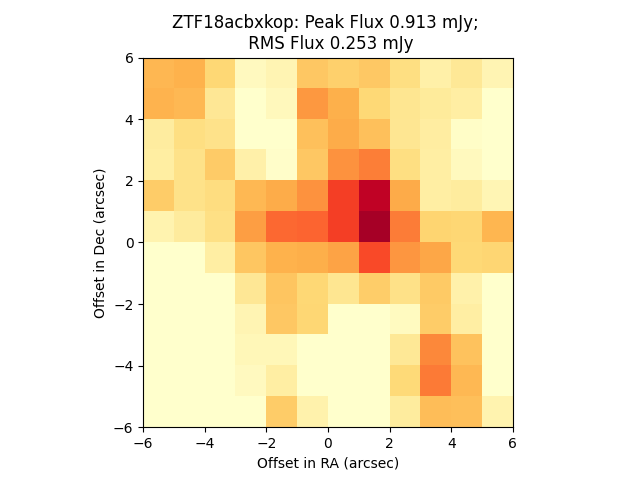 ZTF18acbxkop: Peak Flux 0.913 mJy;
RMS Flux 0.253 mJy
6
4
2
0
−2
−4
−6
Offset in Dec (arcsec)
−6 −4 −2 0 2 4 6
Offset in RA (arcsec)